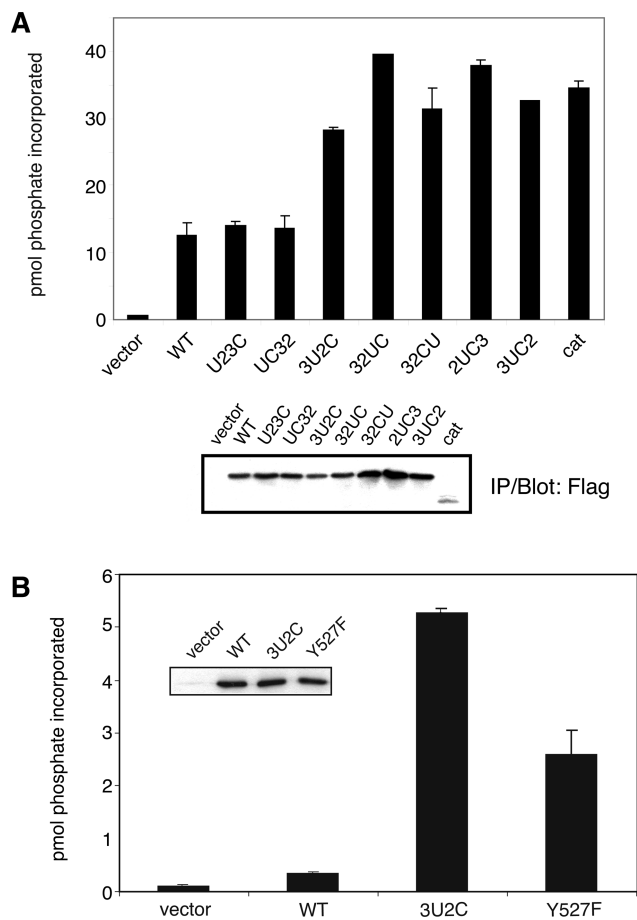 A
pmol phosphate incorporated
40
30
20
10
0
vector WT U23C UC32 3U2C 32UC 32CU 2UC3 3UC2 cat
vector WT U23C UC32 3U2C 32UC 32CU 2UC3 3UC2 cat
IP/Blot: Flag
B
pmol phosphate incorporated
6
5
4
3
2
1
0
vector WT 3U2C Y527F
vector WT 3U2C Y527F